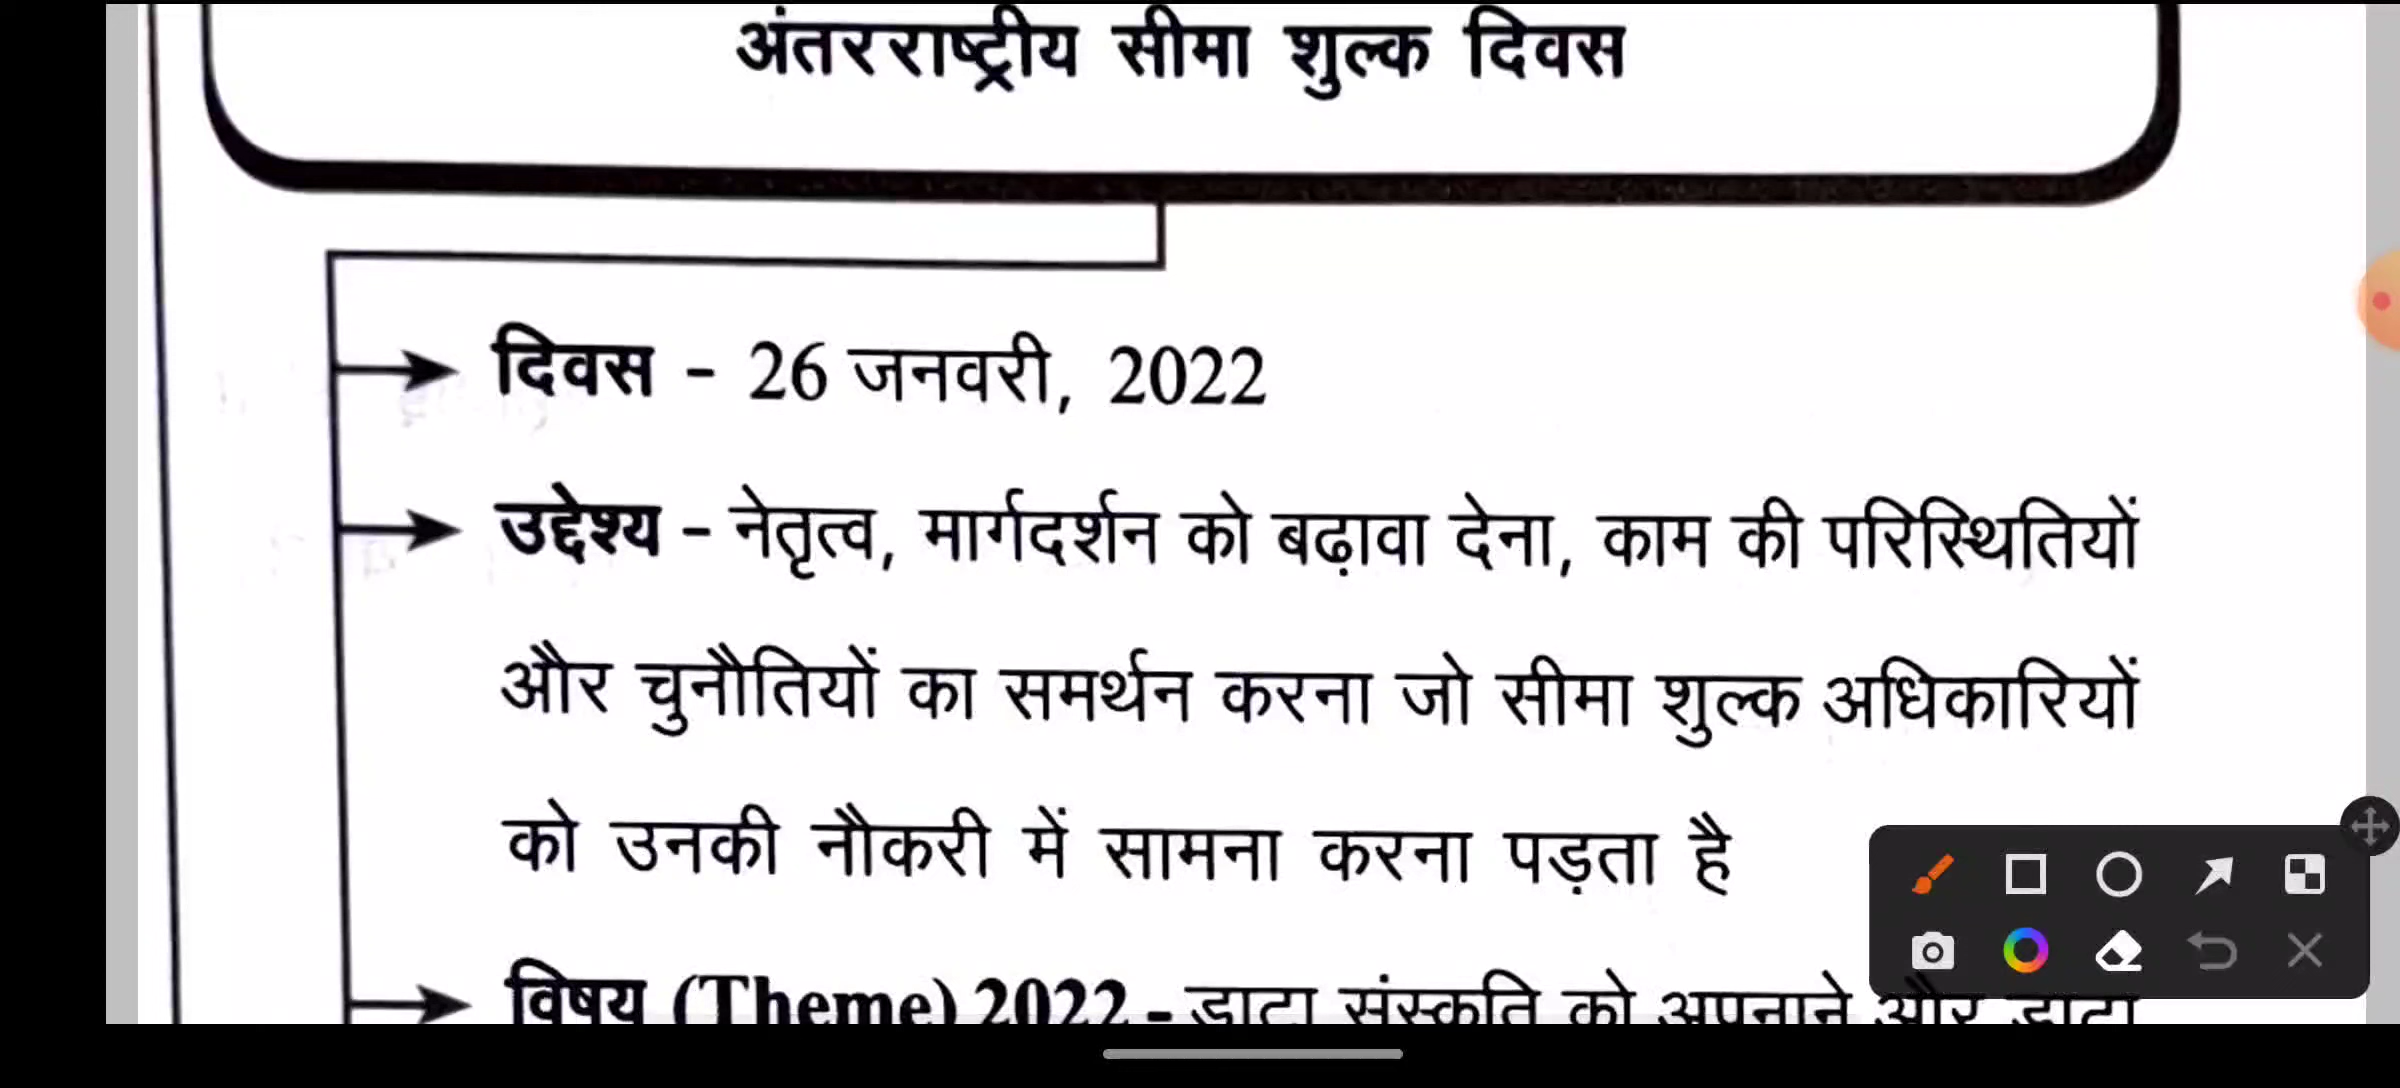 अंतरराष्ट्रीय सीमा शुल्क दिवस
दिवस - 26 जनवरी, 2022
उद्देश्य - नेतृत्व, मार्गदर्शन को बढ़ावा देना, काम की परिस्थितियों
और चुनौतियों का समर्थन करना जो सीमा शुल्क अधिकारियों
को उनकी नौकरी में सामना करना पड़ता है
विषय (Theme) 2022 - डाटा संस्कृति को अपनाने और डाटा